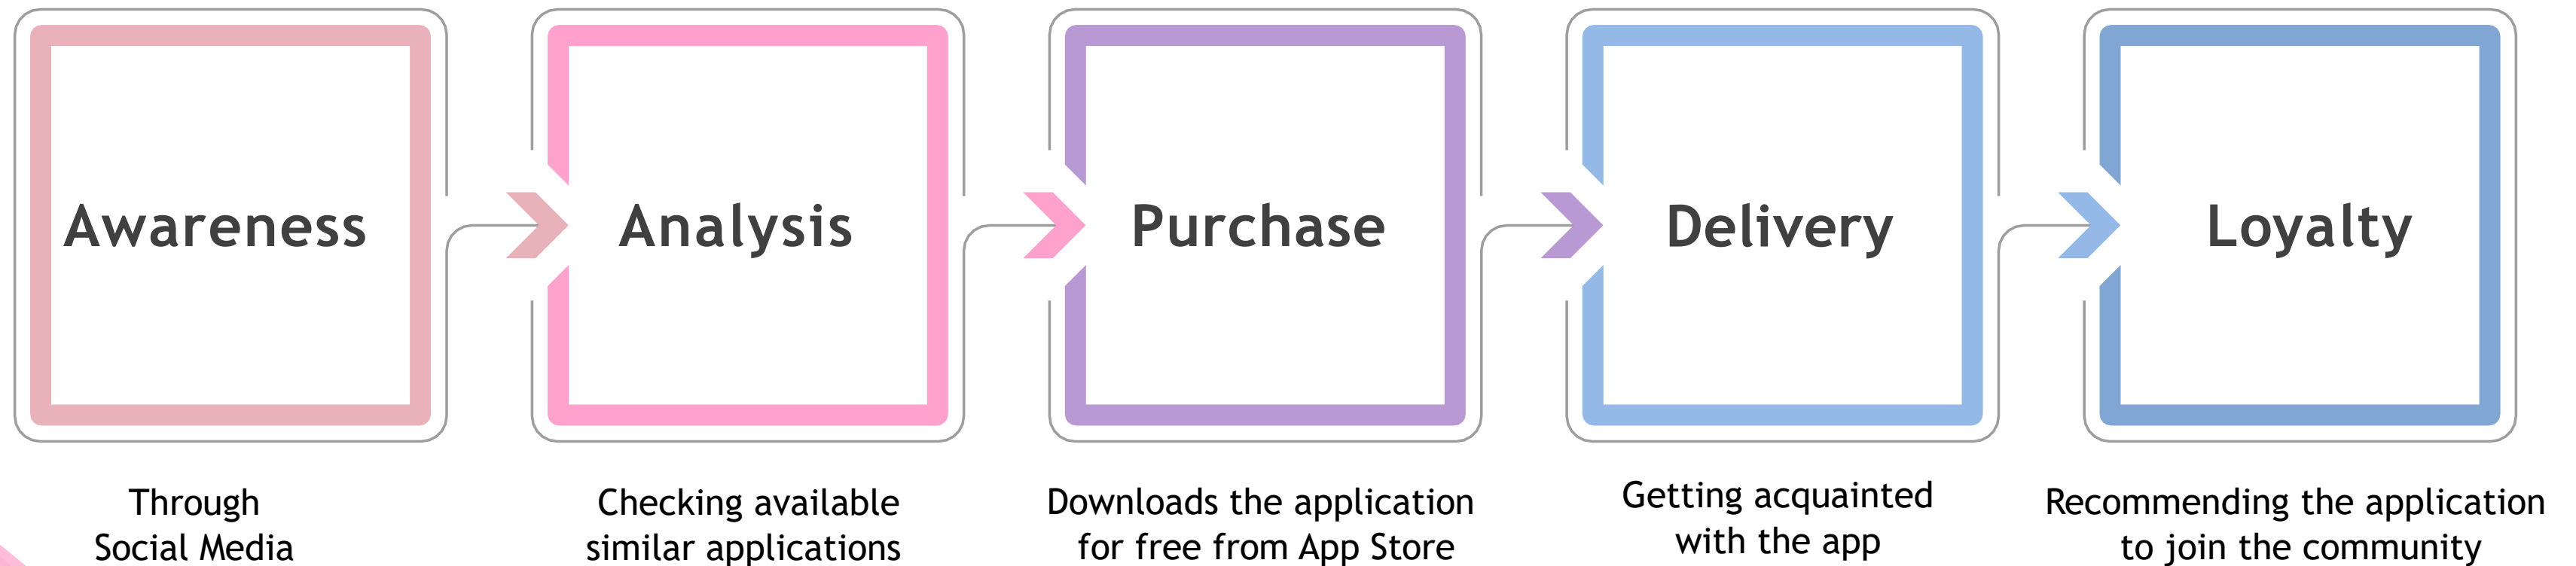 Awareness
Analysis
Purchase
Delivery
Loyalty
Through
Social Media
Checking available
similar applications
Downloads the application
for free from App Store
Getting acquainted
with the app
Recommending the application
to join the community